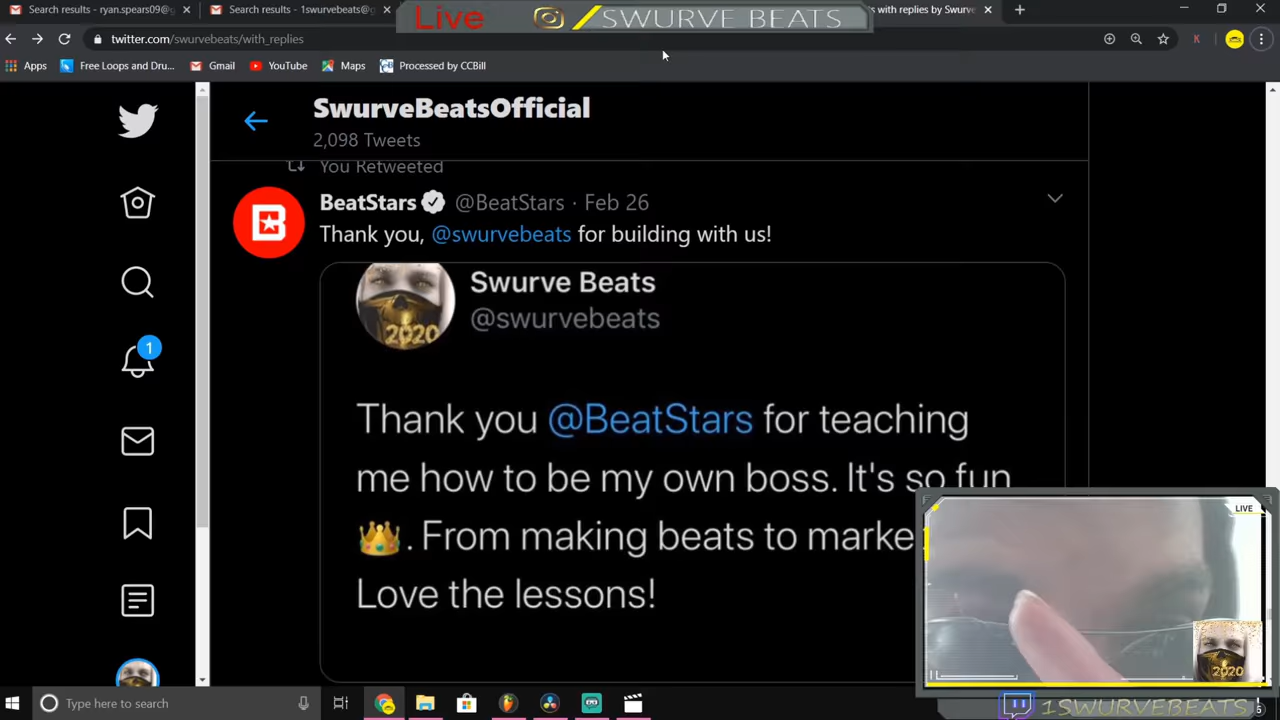 Search results - ryan.spears09@g
Search results - 1swurvebeats@g
Live
SWURVE BEATS
with replies by Swurve
twitter.com/swurvebeats/with_replies
K
Apps
Free Loops and Dru...
Gmail
YouTube
Maps
Processed by CCBill
SwurveBeatsOfficial
2,098 Tweets
You Retweeted
BeatStars @BeatStars · Feb 26
Thank you, @swurvebeats for building with us!
Swurve Beats
@swurvebeats
2020
Thank you @BeatStars for teaching
me how to be my own boss. It's so fun
👑. From making beats to marke
Love the lessons!
1
LIVE
2020
Type here to search
1SWURVEBEATS